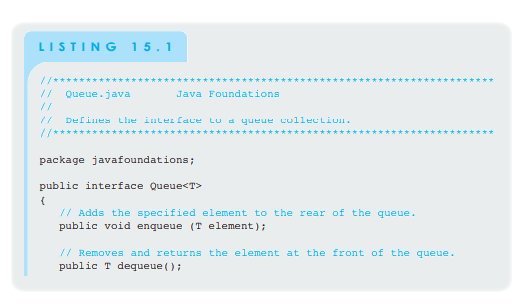 LISTING 15.1
//********************************************************************
//  Queue.java       Java Foundations
//
//  Defines the interface to a queue collection.
//********************************************************************
package javafoundations;
public interface Queue<T>
{
   // Adds the specified element to the rear of the queue.
   public void enqueue (T element);
   // Removes and returns the element at the front of the queue.
   public T dequeue();